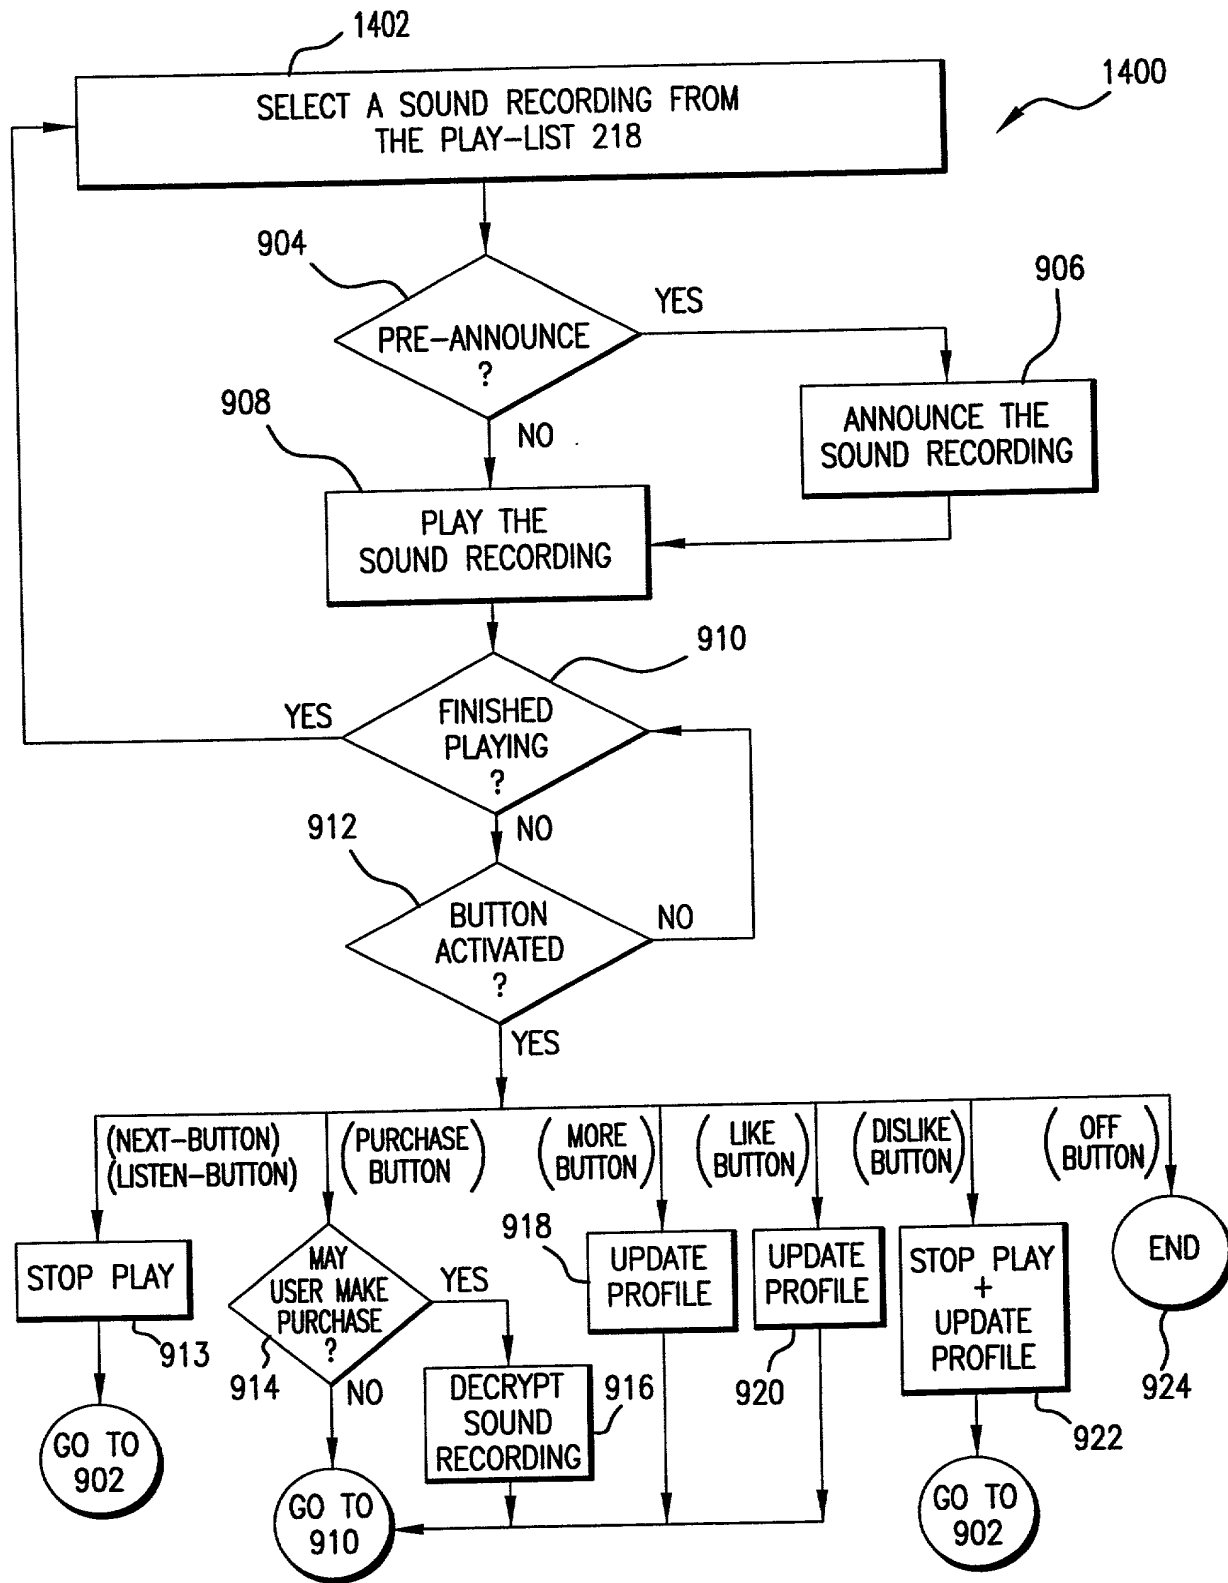 1402
1400
SELECT A SOUND RECORDING FROM
THE PLAY-LIST 218
904
PRE-ANNOUNCE
?
YES
906
ANNOUNCE THE
SOUND RECORDING
NO
908
PLAY THE
SOUND RECORDING
910
FINISHED
PLAYING
?
YES
NO
912
BUTTON
ACTIVATED
?
NO
YES
(NEXT-BUTTON)
(LISTEN-BUTTON)
(PURCHASE
BUTTON)
(MORE
BUTTON)
(LIKE
BUTTON)
(DISLIKE
BUTTON)
(OFF
BUTTON)
STOP PLAY
913
GO TO
902
MAY
USER MAKE
PURCHASE
?
914
YES
NO
DECRYPT
SOUND
RECORDING
916
GO TO
910
918
UPDATE
PROFILE
UPDATE
PROFILE
920
STOP PLAY
+
UPDATE
PROFILE
922
GO TO
902
END
924